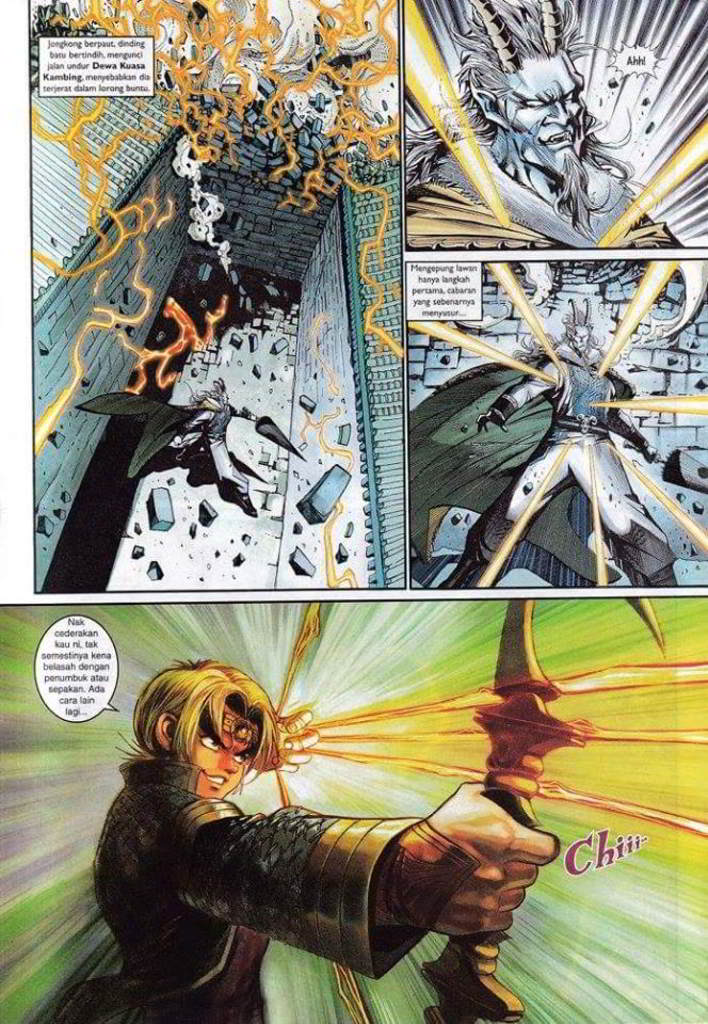 Jongkong berpaut, dinding
batu bertindih, mengunci
jalan undur Dewa Kuasa
Kambing, menyebabkan dia
terjerat dalam lorong buntu.
Ahh!
Mengepung lawan
hanya langkah
pertama, cabaran
yang sebenarnya
menyusur...
Nak
cederakan
kau ni, tak
semestinya kena
belasah dengan
penumbuk atau
sepakan. Ada
cara lain
lagi...
Chiii-